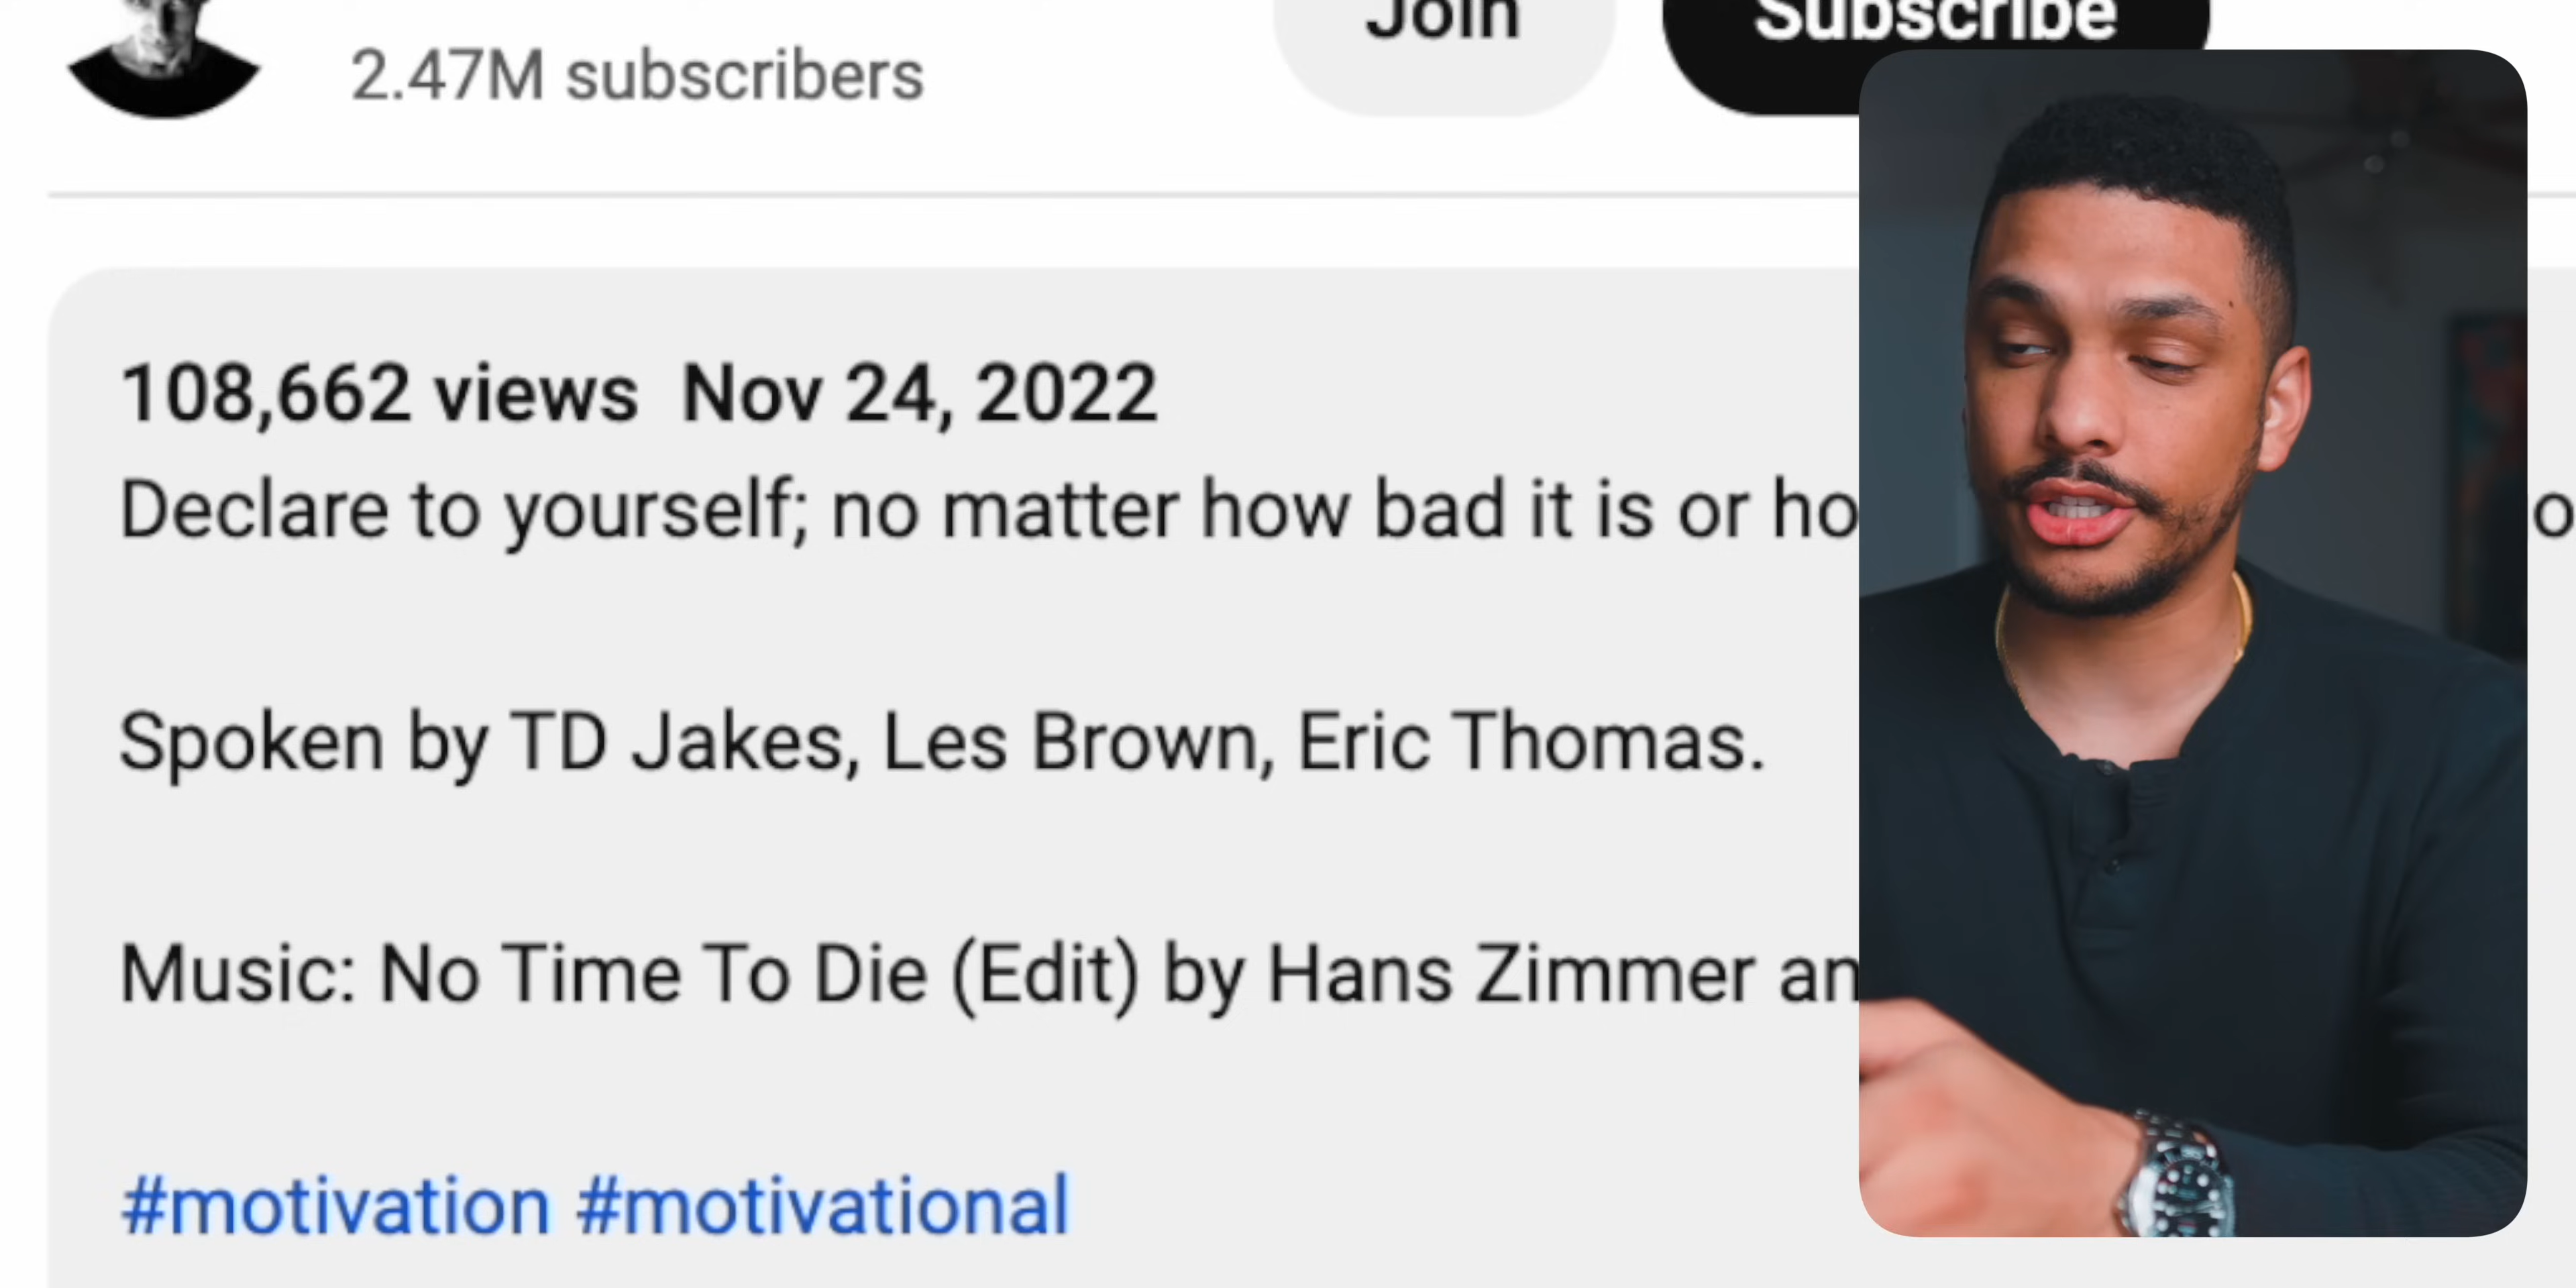 Join
Subscribe
2.47M subscribers
108,662 views Nov 24, 2022
Declare to yourself; no matter how bad it is or
Spoken by TD Jakes, Les Brown, Eric Thomas.
Music: No Time To Die (Edit) by Hans Zimmer
#motivation #motivational